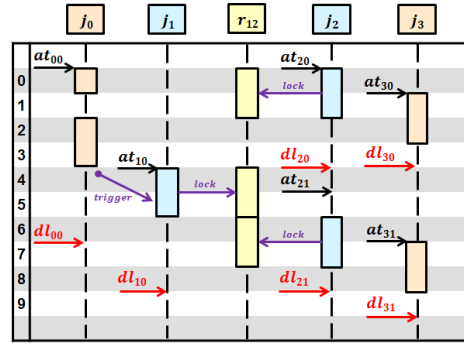 j₀ j₁ r₁₂ j₂ j₃
at₀₀ at₂₀
0 lock at₃₀
1
2
3 at₁₀ dl₂₀ dl₃₀
4 lock at₂₁
5 trigger
6 lock at₃₁
7 dl₀₀
8 dl₁₀ dl₂₁
9 dl₃₁